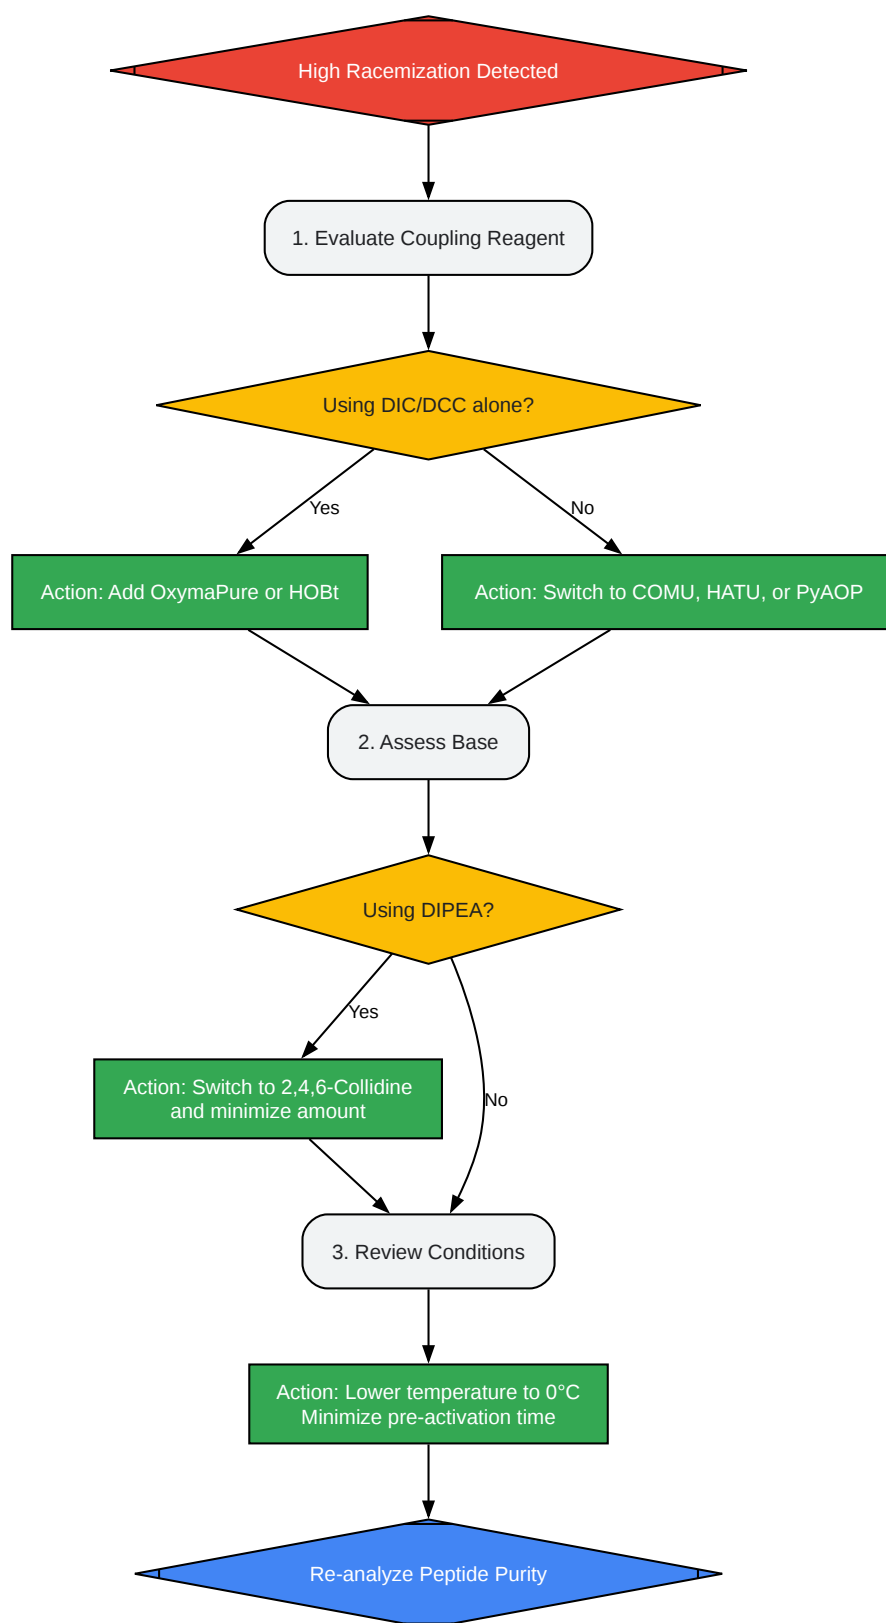 High Racemization Detected
1. Evaluate Coupling Reagent
Using DIC/DCC alone?
Yes
No
Action: Add OxymaPure or HOBt
Action: Switch to COMU, HATU, or PyAOP
2. Assess Base
Using DIPEA?
Yes
Action: Switch to 2,4,6-Collidine
and minimize amount
No
3. Review Conditions
Action: Lower temperature to 0°C
Minimize pre-activation time
Re-analyze Peptide Purity